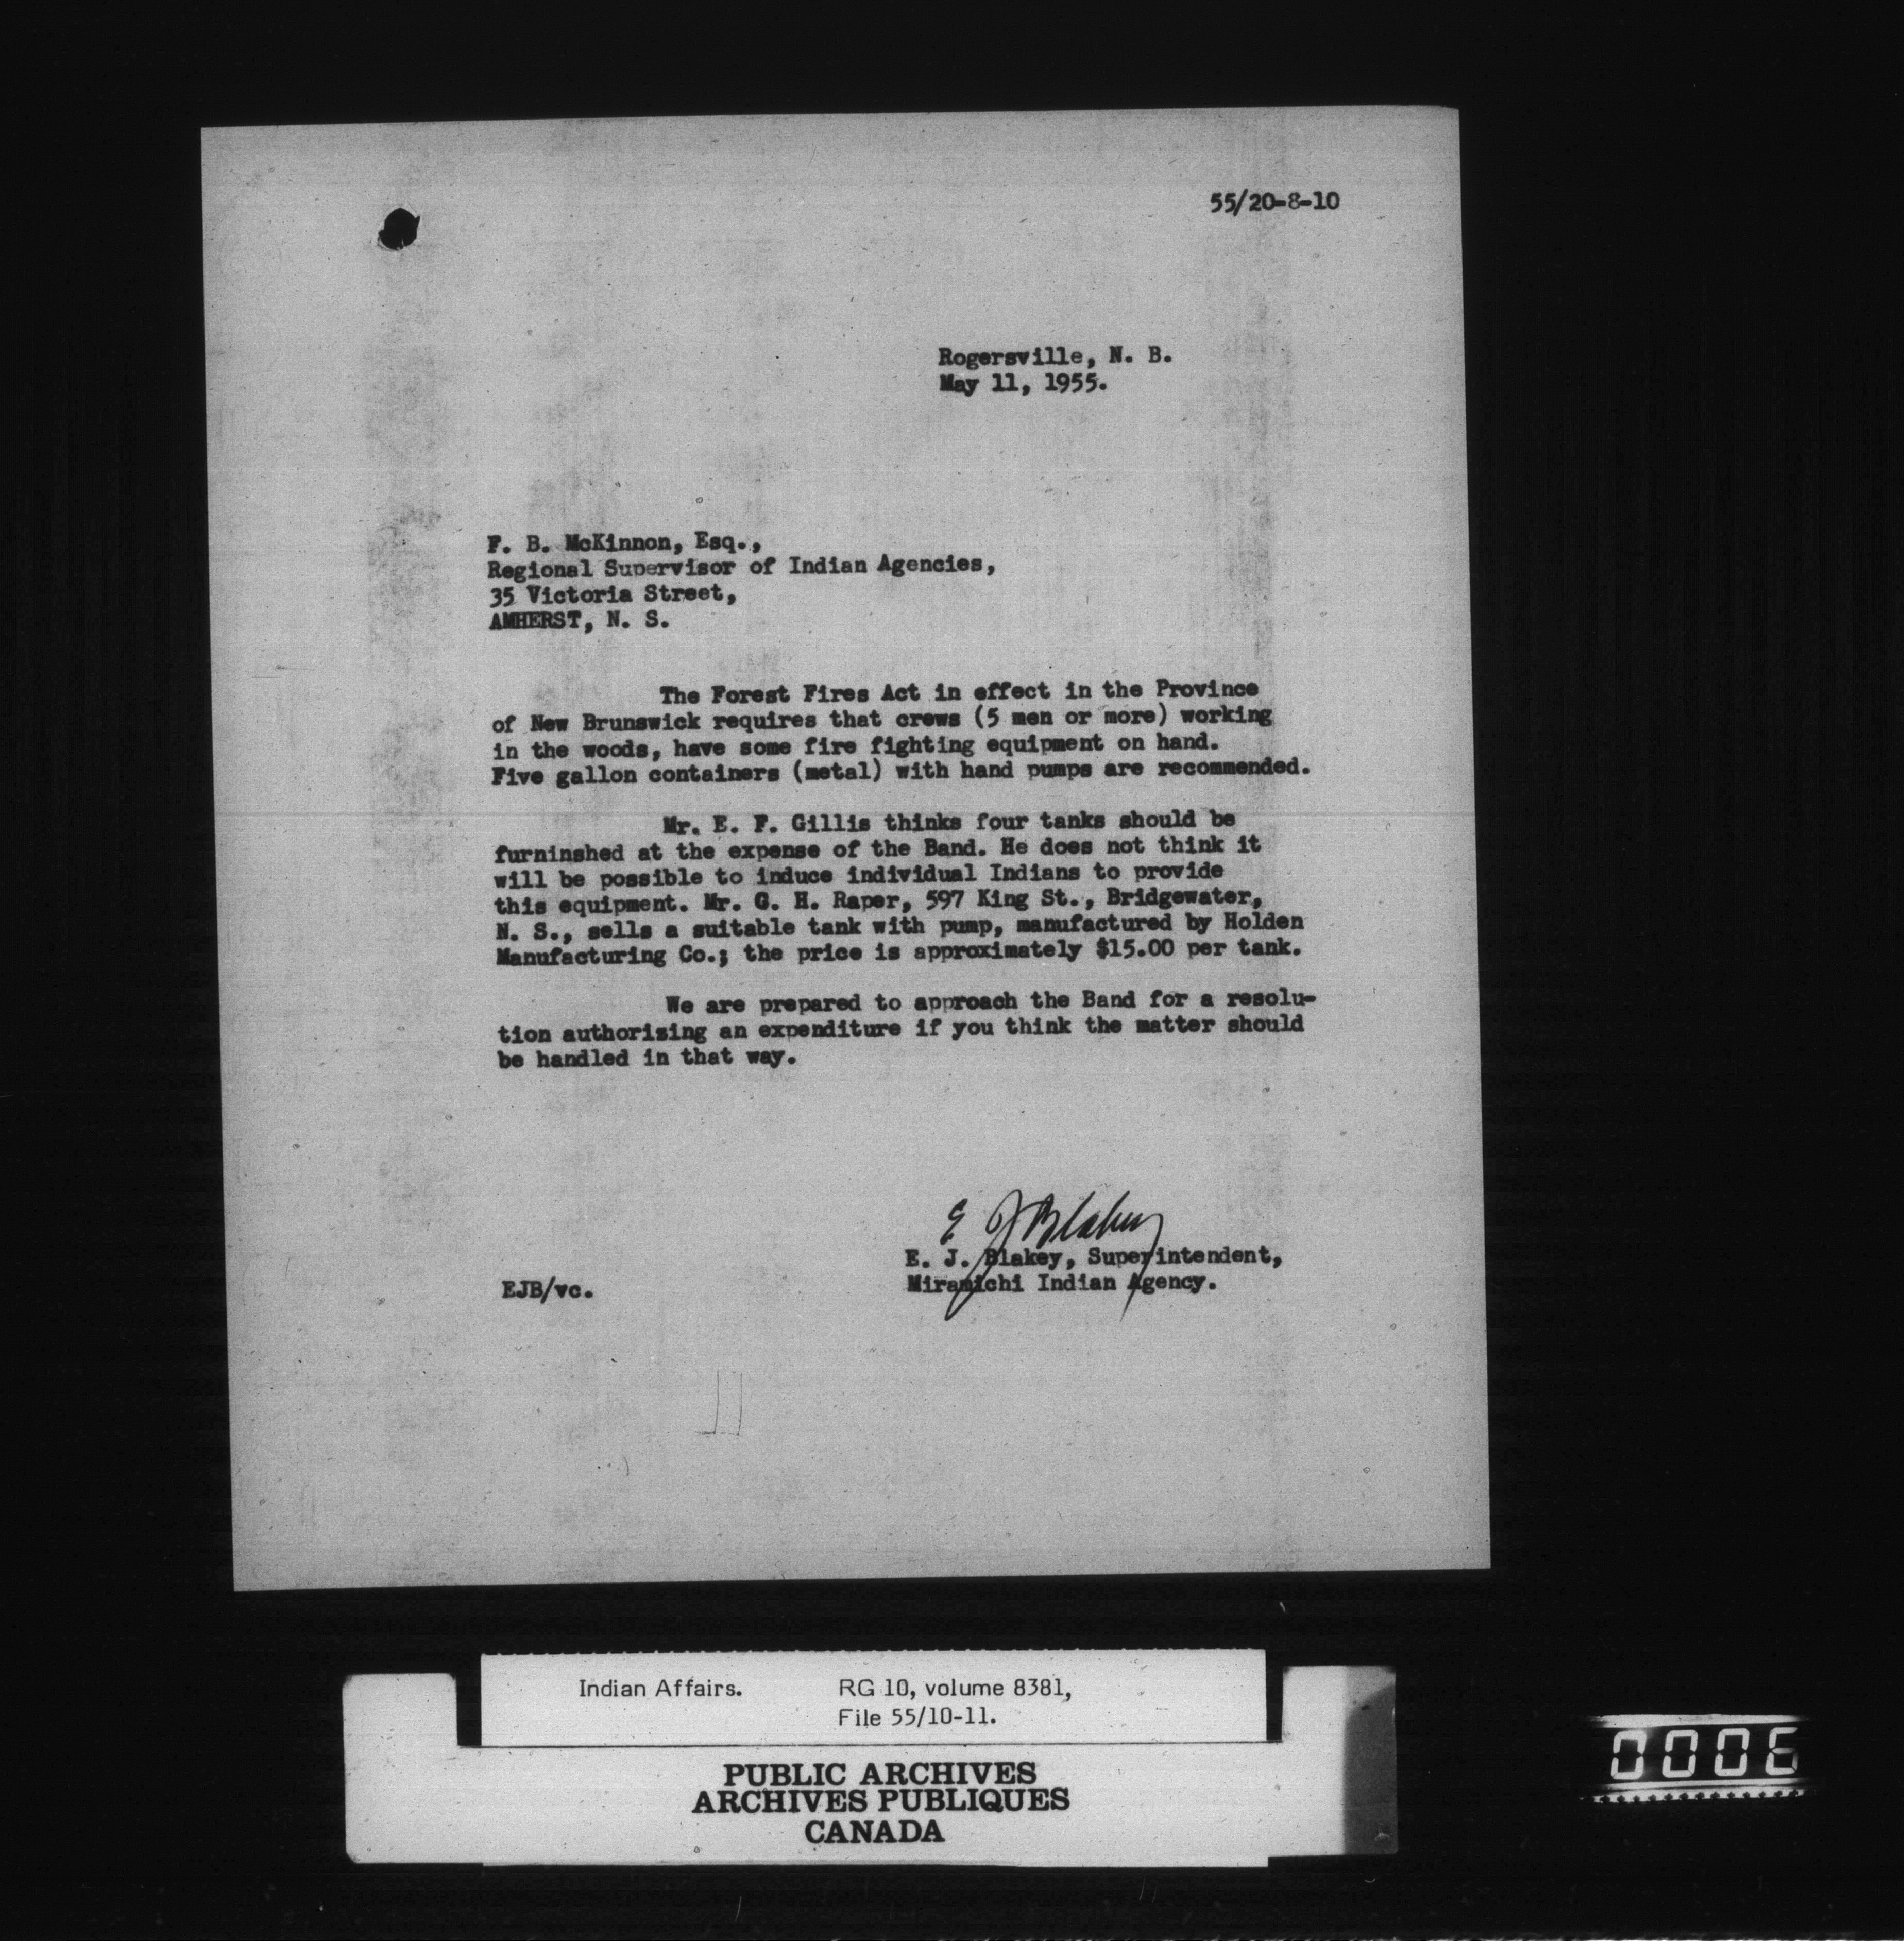 55/20-8-10
Rogersville, N. B.
May 11, 1955.
F. B. McKinnon, Esq.,
Regional Supervisor of Indian Agencies,
35 Victoria Street,
AMHERST, N. S.
The Forest Fires Act in effect in the Province
of New Brunswick requires that crews (5 men or more) working
in the woods, have some fire fighting equipment on hand.
Five gallon containers (metal) with hand pumps are recommended.
Mr. E. F. Gillis thinks four tanks should be
furninshed at the expense of the Band. He does not think it
will be possible to induce individual Indians to provide
this equipment. Mr. G. H. Raper, 597 King St., Bridgewater,
N. S., sells a suitable tank with pump, manufactured by Holden
Manufacturing Co.; the price is approximately $15.00 per tank.
We are prepared to approach the Band for a resolu-
tion authorizing an expenditure if you think the matter should
be handled in that way.
E J Blakey
E. J. Blakey, Superintendent,
Miramichi Indian Agency.
EJB/vc.
Indian Affairs. RG 10, volume 8381,
File 55/10-11.
PUBLIC ARCHIVES
ARCHIVES PUBLIQUES
CANADA
0006